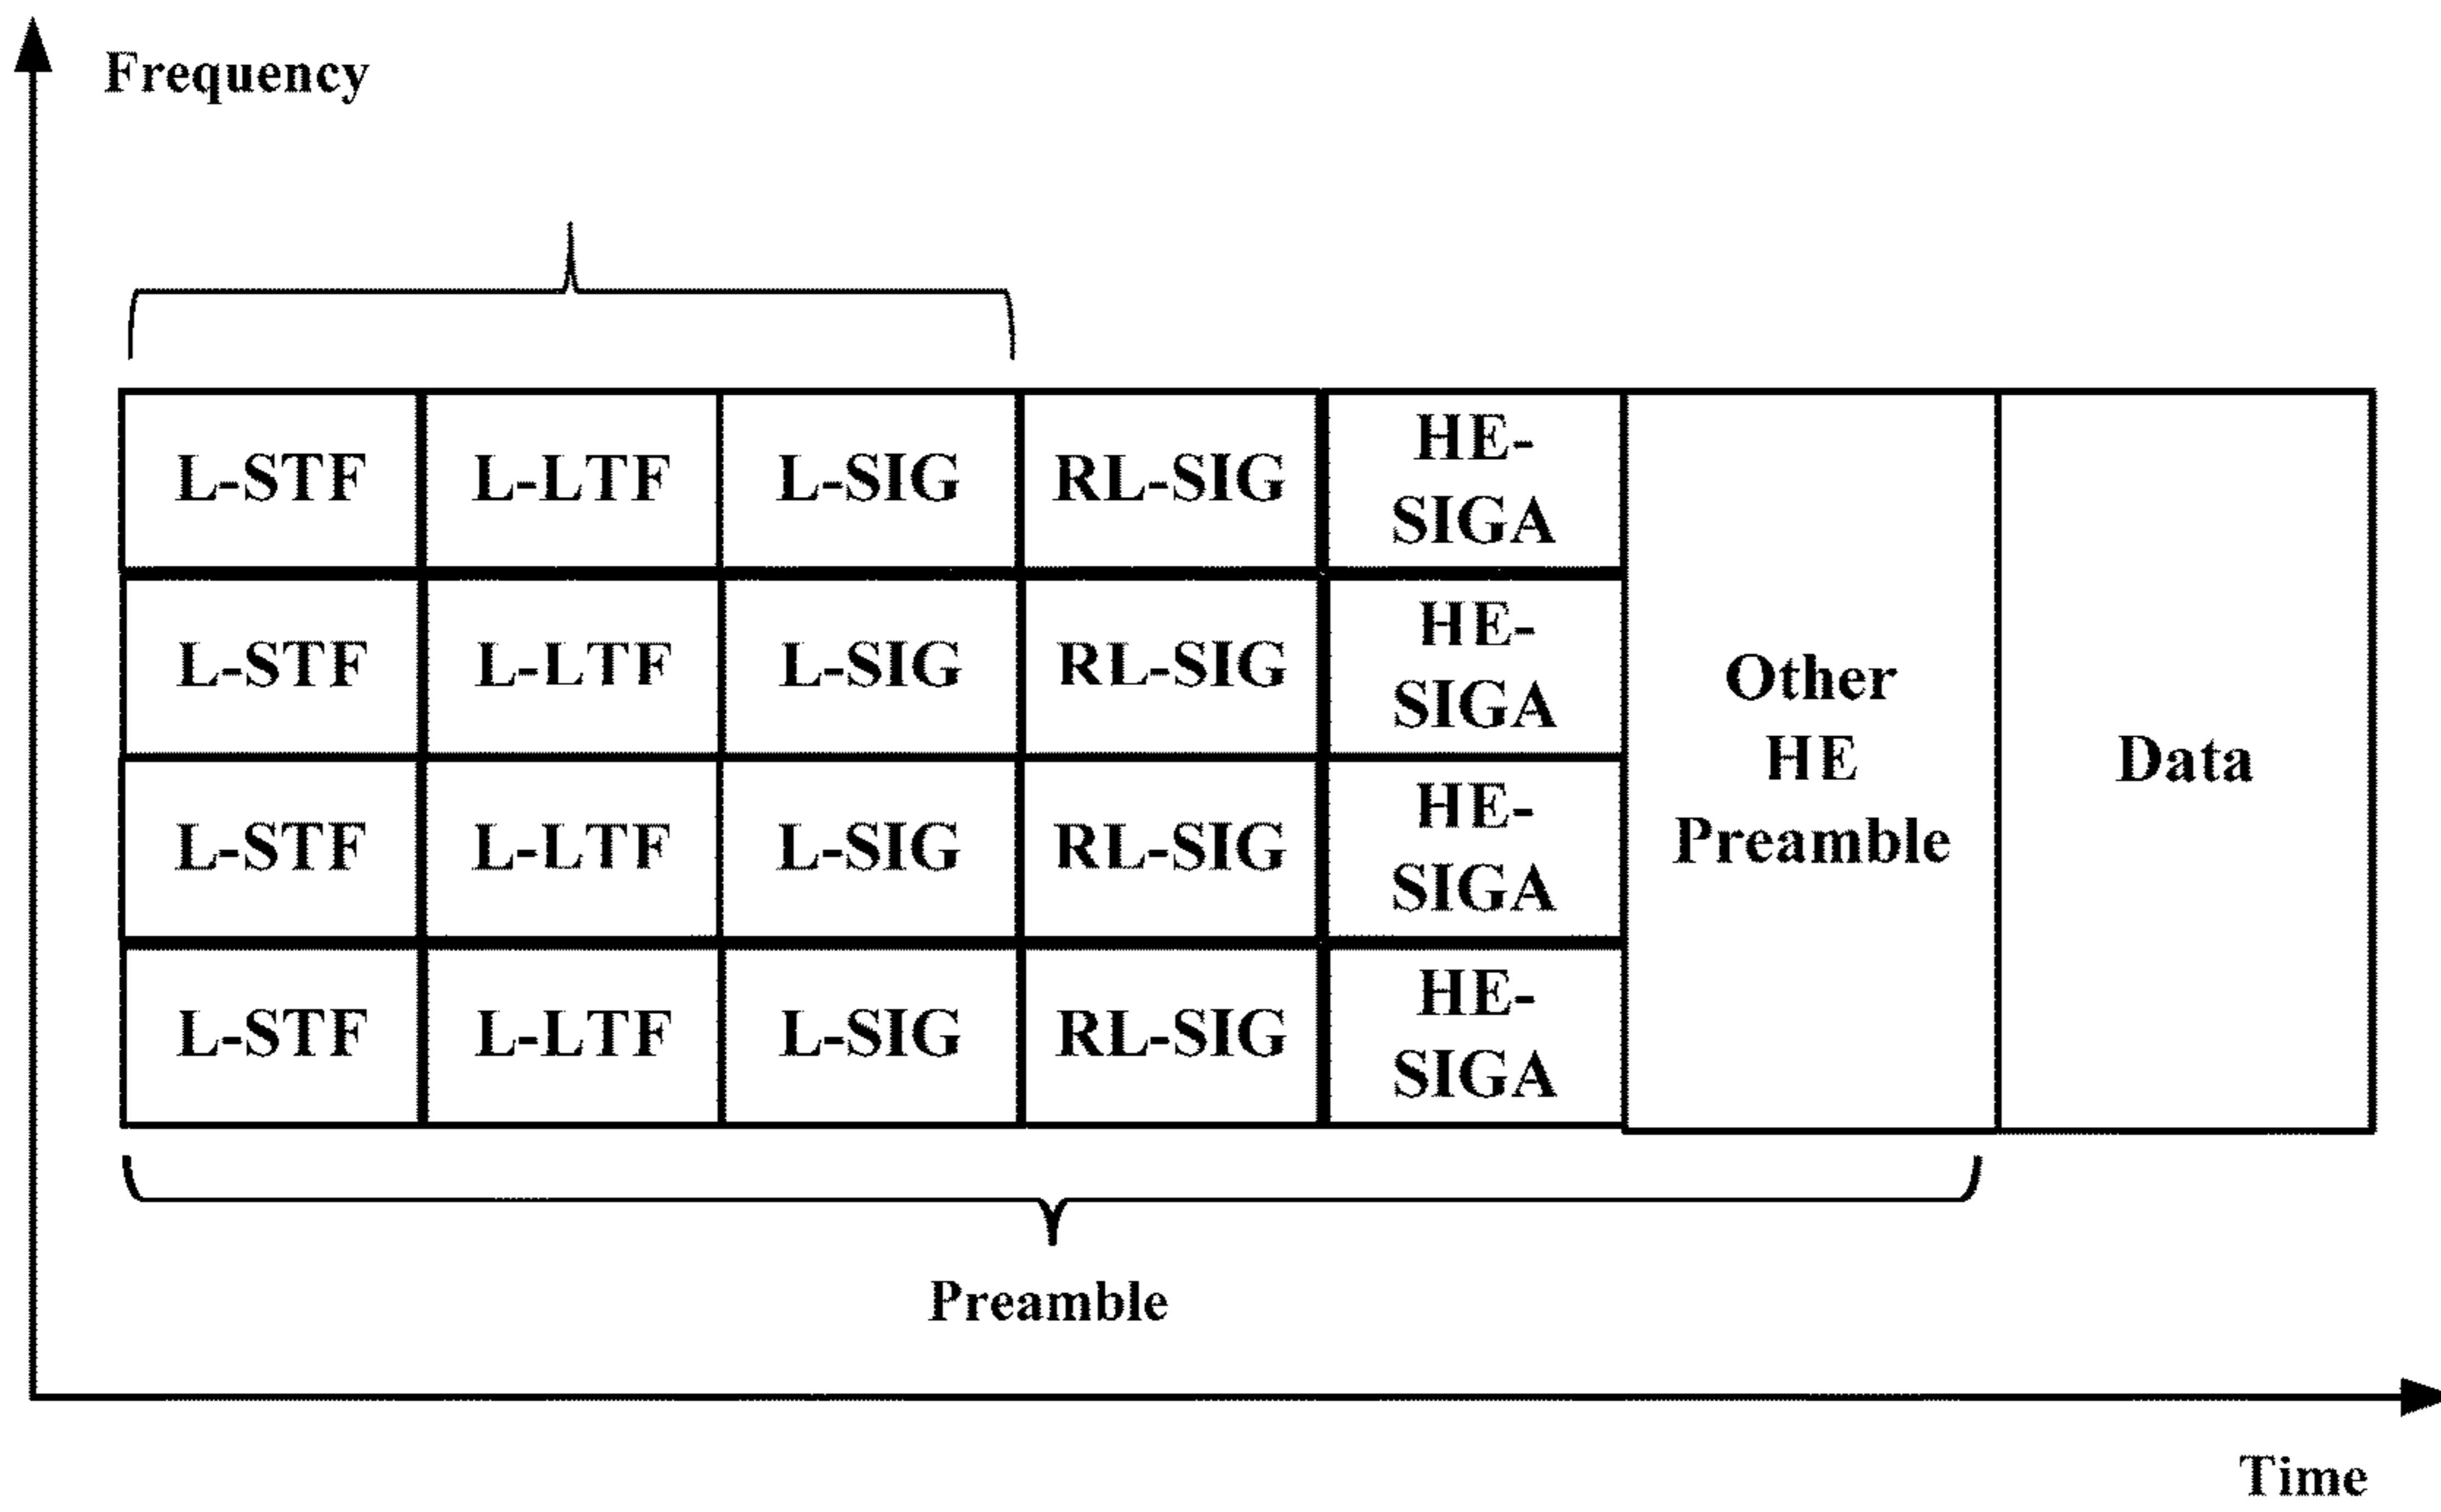 Frequency
L-STF L-LTF L-SIG RL-SIG HE-
SIGA
L-STF L-LTF L-SIG RL-SIG HE-
SIGA
L-STF L-LTF L-SIG RL-SIG HE-
SIGA
L-STF L-LTF L-SIG RL-SIG HE-
SIGA
Other
HE
Preamble
Data
Preamble
Time